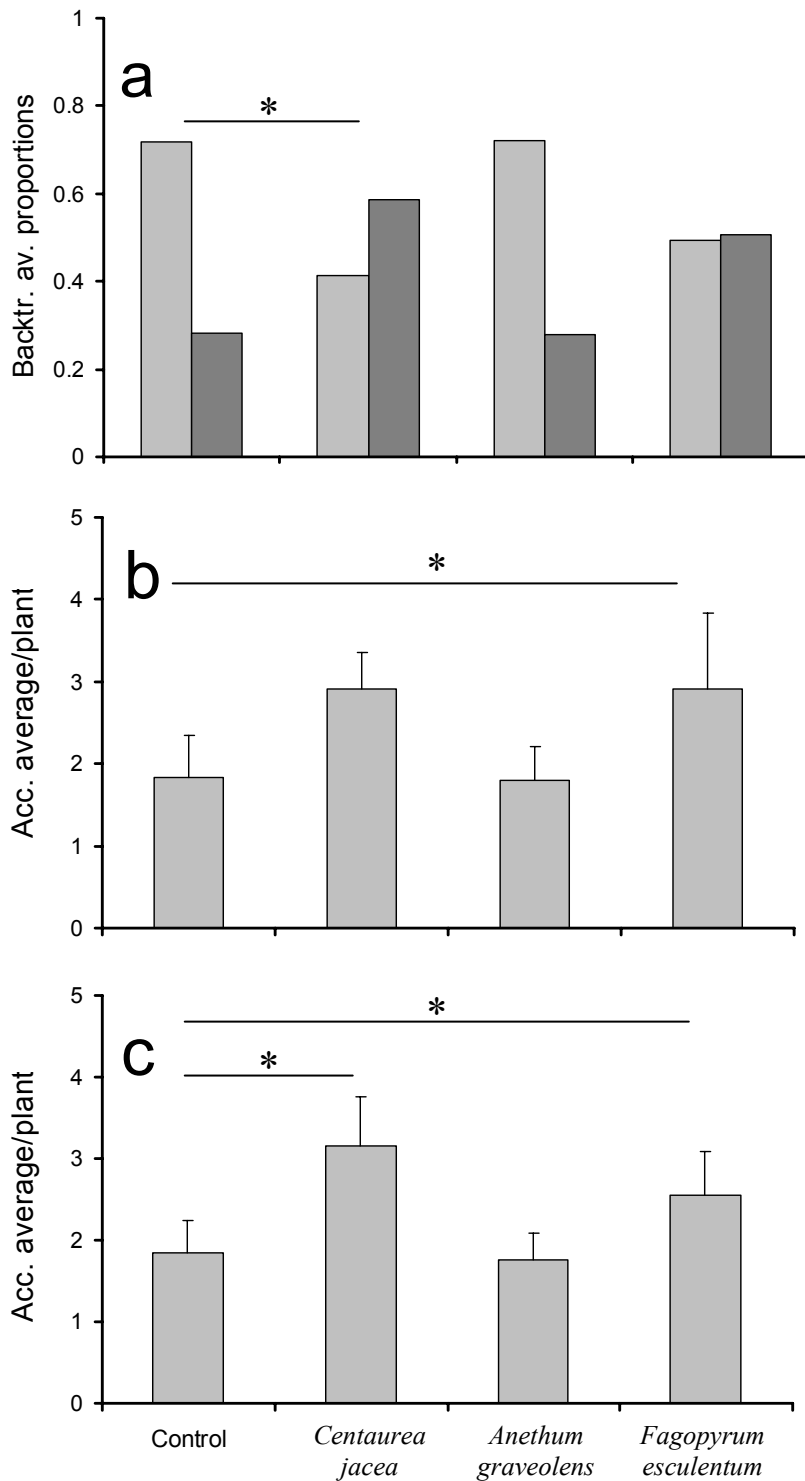 a
*
Backtr. av. proportions
1
0.8
0.6
0.4
0.2
0
b
*
Acc. average/plant
5
4
3
2
1
0
c
*
*
Acc. average/plant
5
4
3
2
1
0
Control
Centaurea
jacea
Anethum
graveolens
Fagopyrum
esculentum